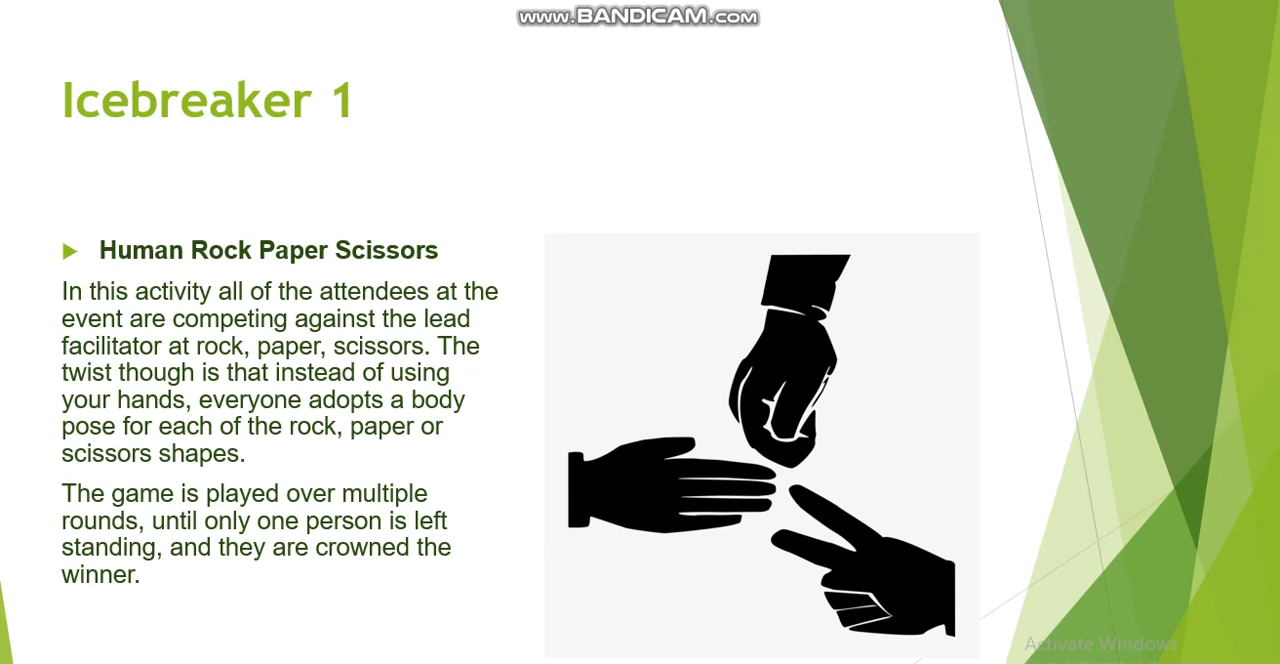 www.BANDICAM.com
Icebreaker 1
Human Rock Paper Scissors
In this activity all of the attendees at the
event are competing against the lead
facilitator at rock, paper, scissors. The
twist though is that instead of using
your hands, everyone adopts a body
pose for each of the rock, paper or
scissors shapes.
The game is played over multiple
rounds, until only one person is left
standing, and they are crowned the
winner.
Activate Windows